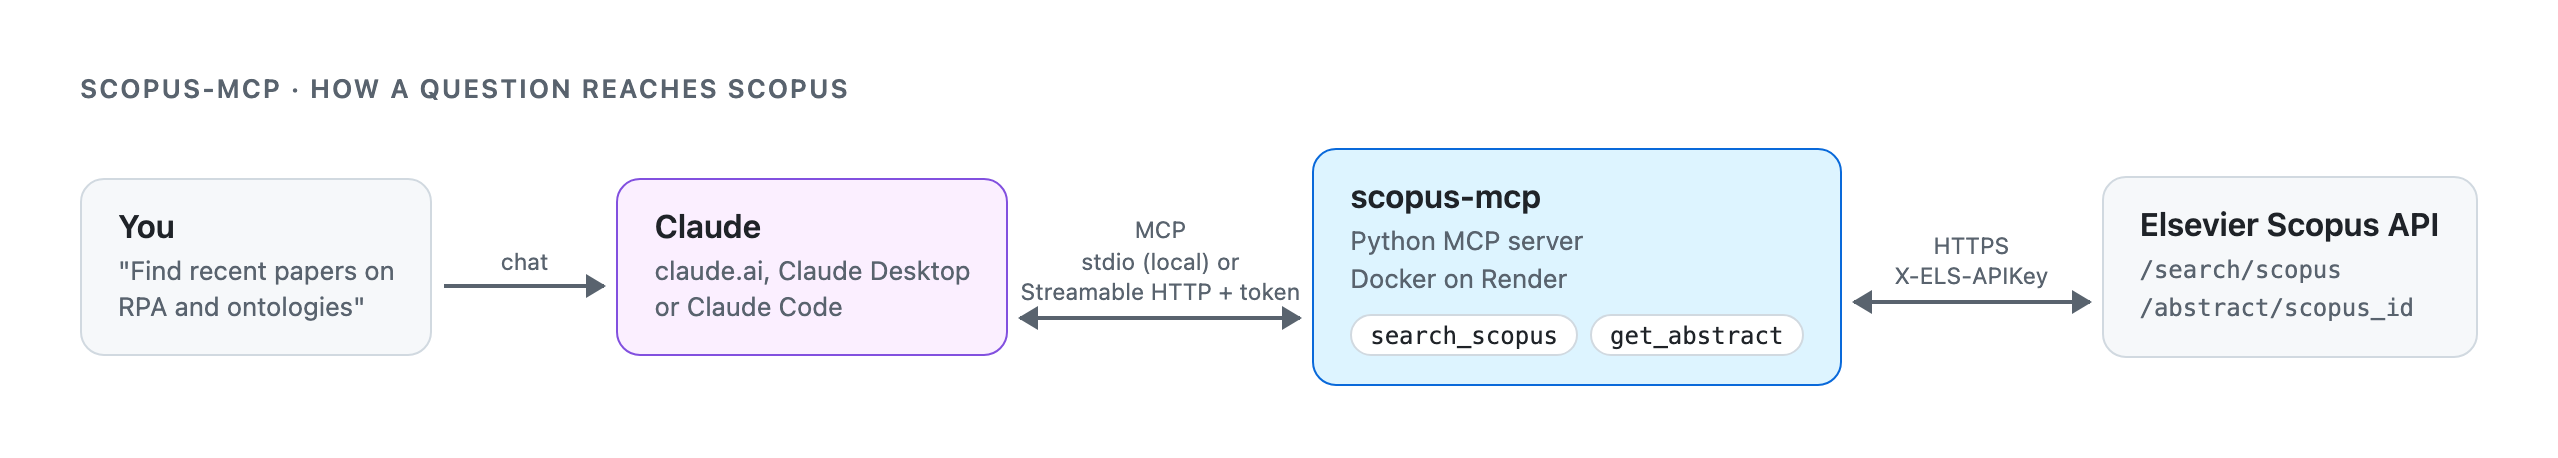 SCOPUS-MCP · HOW A QUESTION REACHES SCOPUS
You
"Find recent papers on
RPA and ontologies"
chat
Claude
claude.ai, Claude Desktop
or Claude Code
MCP
stdio (local) or
Streamable HTTP + token
scopus-mcp
Python MCP server
Docker on Render
search_scopus
get_abstract
HTTPS
X-ELS-APIKey
Elsevier Scopus API
/search/scopus
/abstract/scopus_id